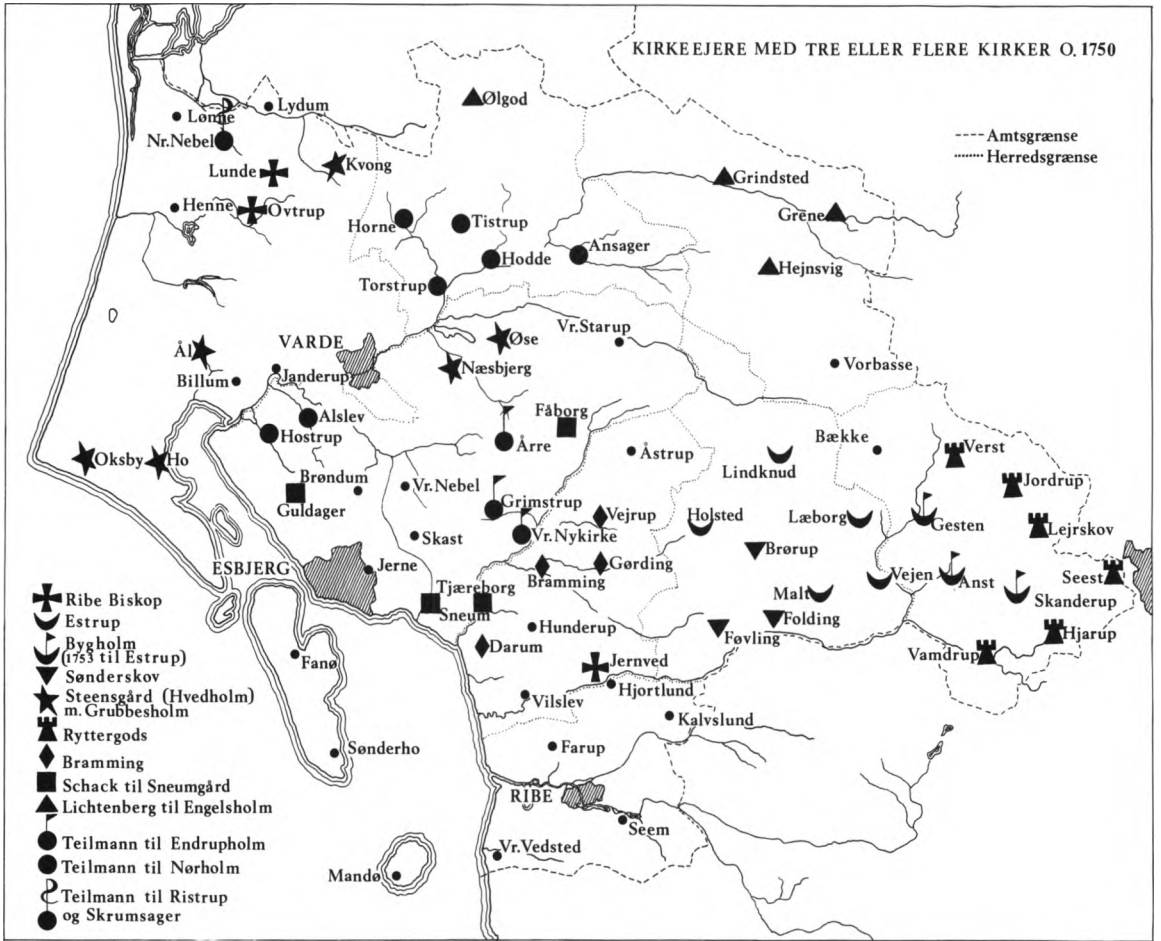 KIRKEEJERE MED TRE ELLER FLERE KIRKER O. 1750
Amtsgrænse
Herredsgrænse
Ølgod
Lydum
Lønne
Nr.Nebel
Kvong
Lunde
Grindsted
Henne
Ovtrup
Grene
Horne
Tistrup
Ansager
Hodde
Hejnsvig
Torstrup
Vr.Starup
Øse
VARDE
Ål
Næsbjerg
Vorbasse
Janderup
Billum
Fåborg
Alslev
Hostrup
Årre
Åstrup
Bække
Verst
Lindknud
Oksby
Ho
Brøndum
Vr.Nebel
Jordrup
Guldager
Grimstrup
Vejrup
Holsted
Læborg
Gesten
Lejrskov
Skast
Vr.Nykirke
Brørup
ESBJERG
Jerne
Bramming
Gørding
Vejen
Anst
Seest
Tjæreborg
Malt
Skanderup
Sneum
Folding
Hunderup
Føvling
Hjarup
Darum
Vamdrup
Fanø
Jernved
Hjortlund
Vilslev
Kalvslund
Sønderho
Farup
RIBE
Seem
Vr.Vedsted
Mandø
Ribe Biskop
Estrup
Bygholm
(1753 til Estrup)
Sønderskov
Steensgård (Hvedholm)
m. Grubbesholm
Ryttergods
Bramming
Schack til Sneumgård
Lichtenberg til Engelsholm
Teilmann til Endrupholm
Teilmann til Nørholm
Teilmann til Ristrup
og Skrumsager